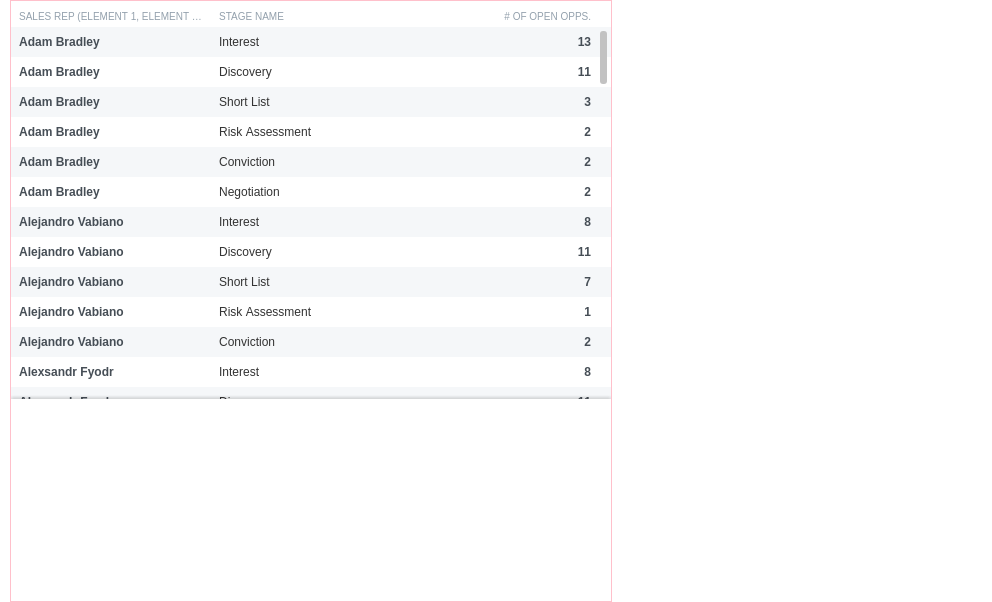 SALES REP (ELEMENT 1, ELEMENT ... STAGE NAME # OF OPEN OPPS.
Adam Bradley Interest 13
Adam Bradley Discovery 11
Adam Bradley Short List 3
Adam Bradley Risk Assessment 2
Adam Bradley Conviction 2
Adam Bradley Negotiation 2
Alejandro Vabiano Interest 8
Alejandro Vabiano Discovery 11
Alejandro Vabiano Short List 7
Alejandro Vabiano Risk Assessment 1
Alejandro Vabiano Conviction 2
Alexsandr Fyodr Interest 8